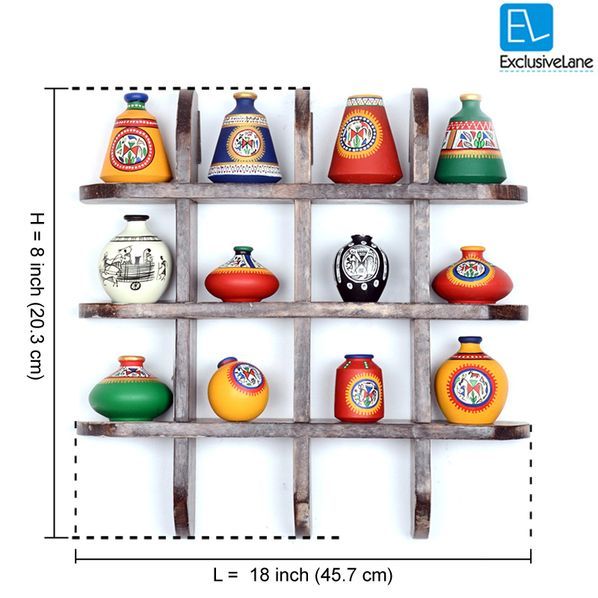 EL
ExclusiveLane
H = 8 inch (20.3 cm)
L = 18 inch (45.7 cm)